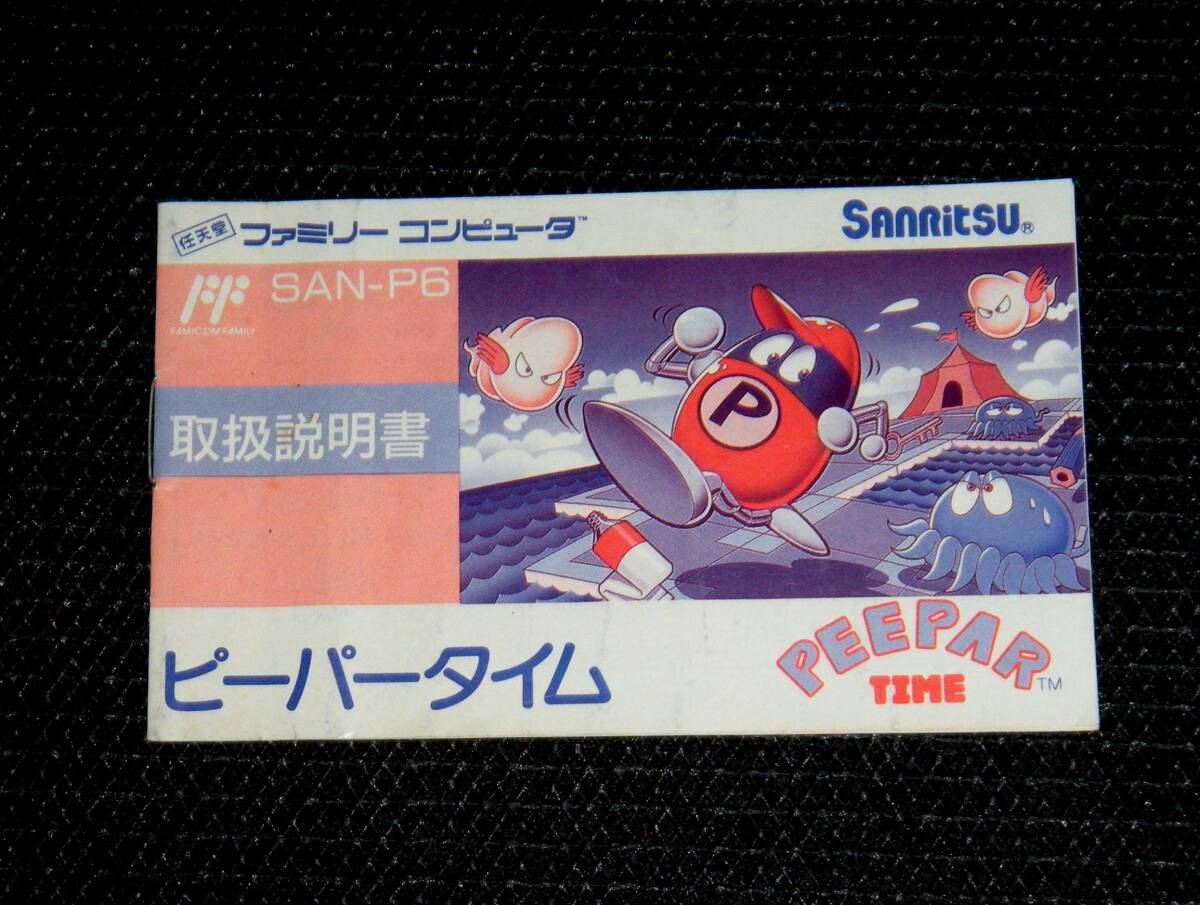 任天堂 ファミリー コンピュータ™
SANRITSU®
FAMICOM FAMILY
SAN-P6
取扱説明書
P
ピーパータイム
PEEPAR
TIME™